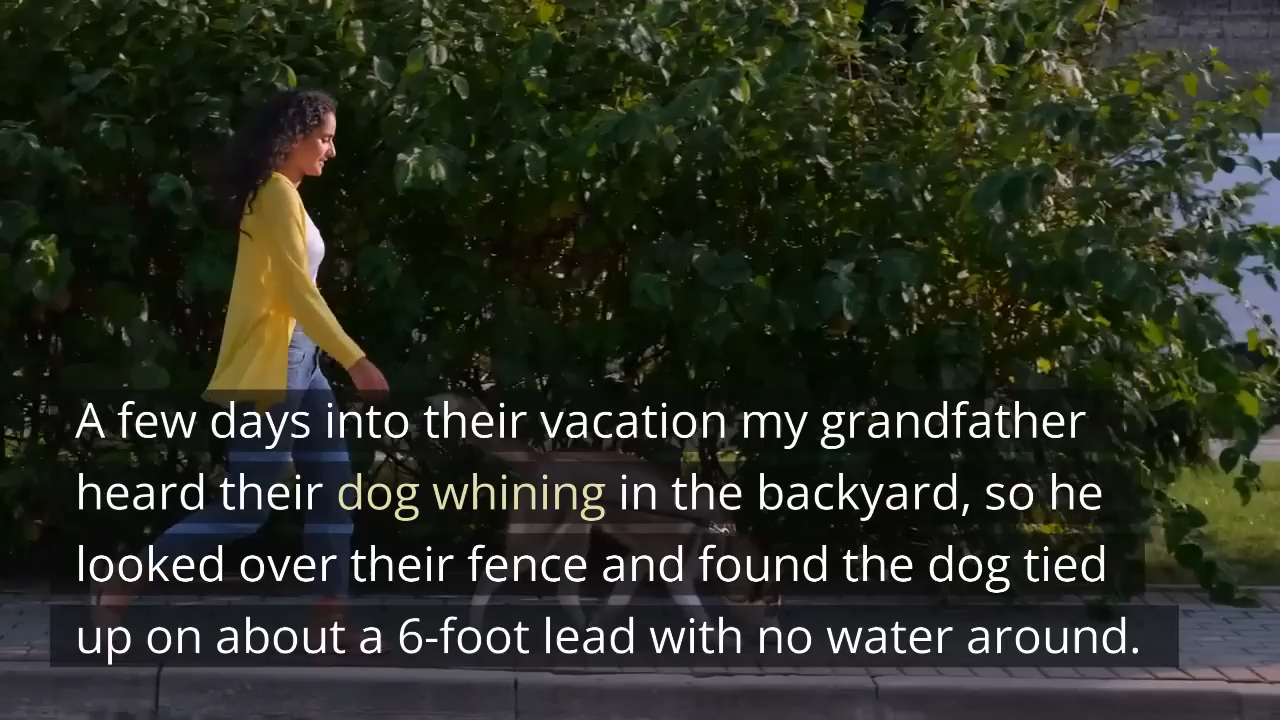 A few days into their vacation my grandfather
heard their dog whining in the backyard, so he
looked over their fence and found the dog tied
up on about a 6-foot lead with no water around.